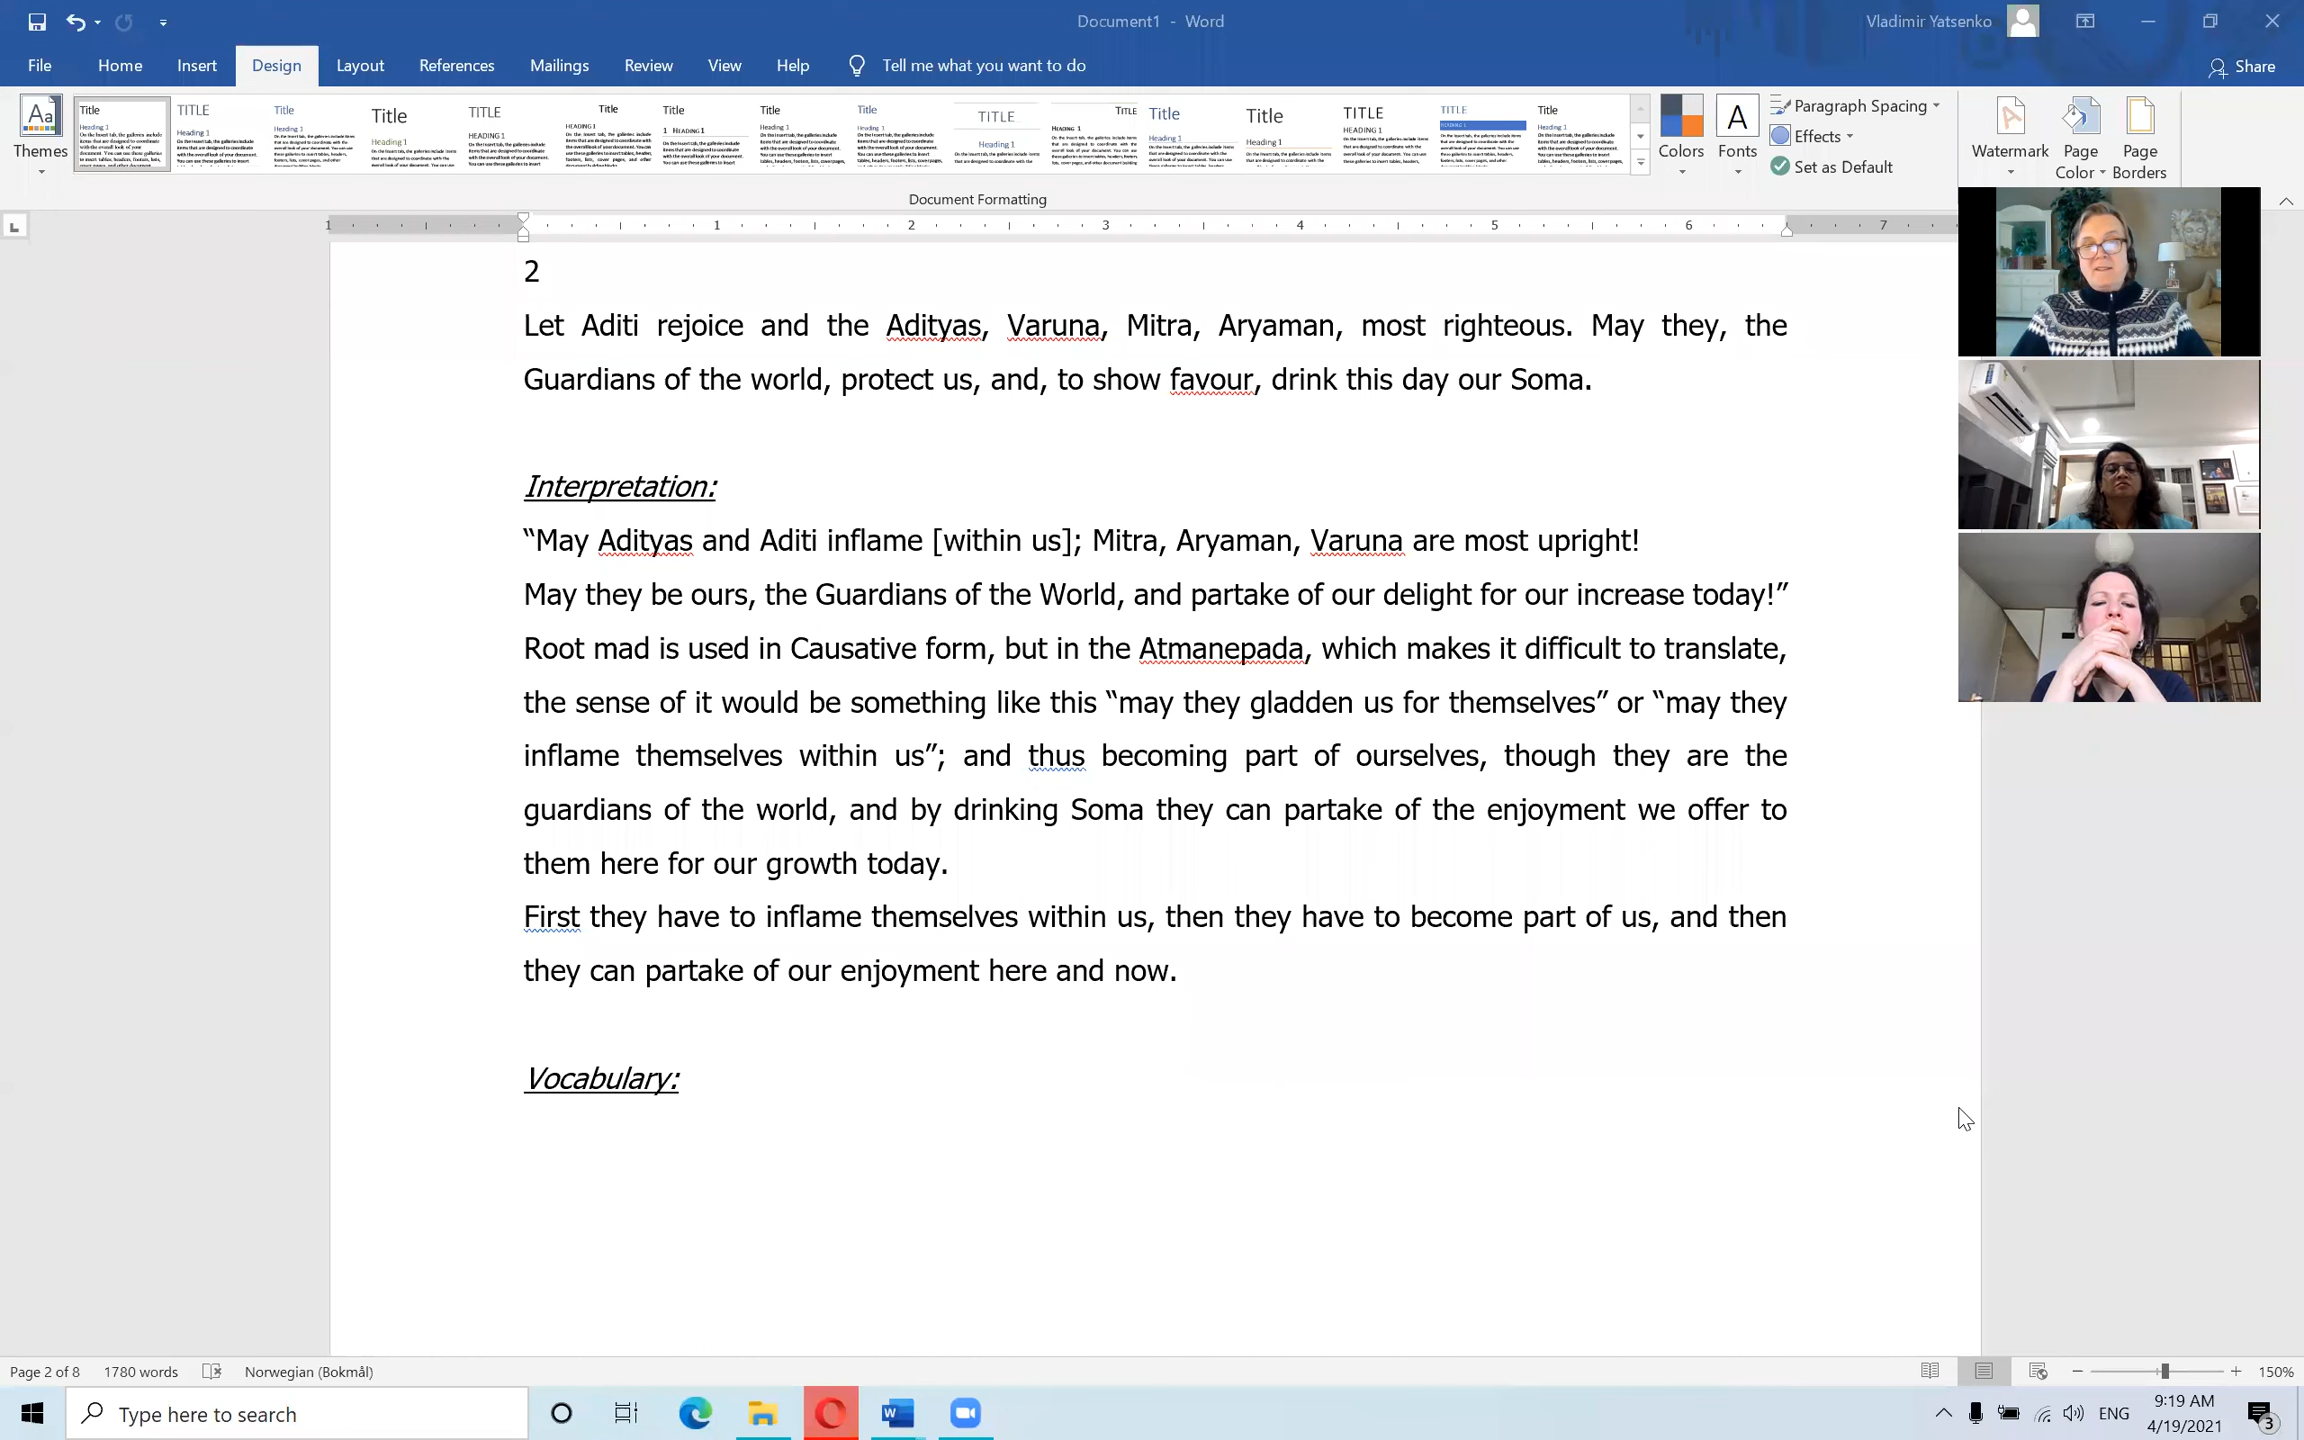 Document1 - Word
Vladimir Yatsenko
File Home Insert Design Layout References Mailings Review View Help Tell me what you want to do Share
Themes
Colors
Fonts
Paragraph Spacing
Effects
Set as Default
Watermark
Page Color
Page Borders
Document Formatting
1 1 2 3 4 5 6 7
2
Let Aditi rejoice and the Adityas, Varuna, Mitra, Aryaman, most righteous. May they, the
Guardians of the world, protect us, and, to show favour, drink this day our Soma.
Interpretation:
“May Adityas and Aditi inflame [within us]; Mitra, Aryaman, Varuna are most upright!
May they be ours, the Guardians of the World, and partake of our delight for our increase today!”
Root mad is used in Causative form, but in the Atmanepada, which makes it difficult to translate,
the sense of it would be something like this “may they gladden us for themselves” or “may they
inflame themselves within us”; and thus becoming part of ourselves, though they are the
guardians of the world, and by drinking Soma they can partake of the enjoyment we offer to
them here for our growth today.
First they have to inflame themselves within us, then they have to become part of us, and then
they can partake of our enjoyment here and now.
Vocabulary:
Page 2 of 8 1780 words Norwegian (Bokmål) 150%
Type here to search
ENG
9:19 AM
4/19/2021
3